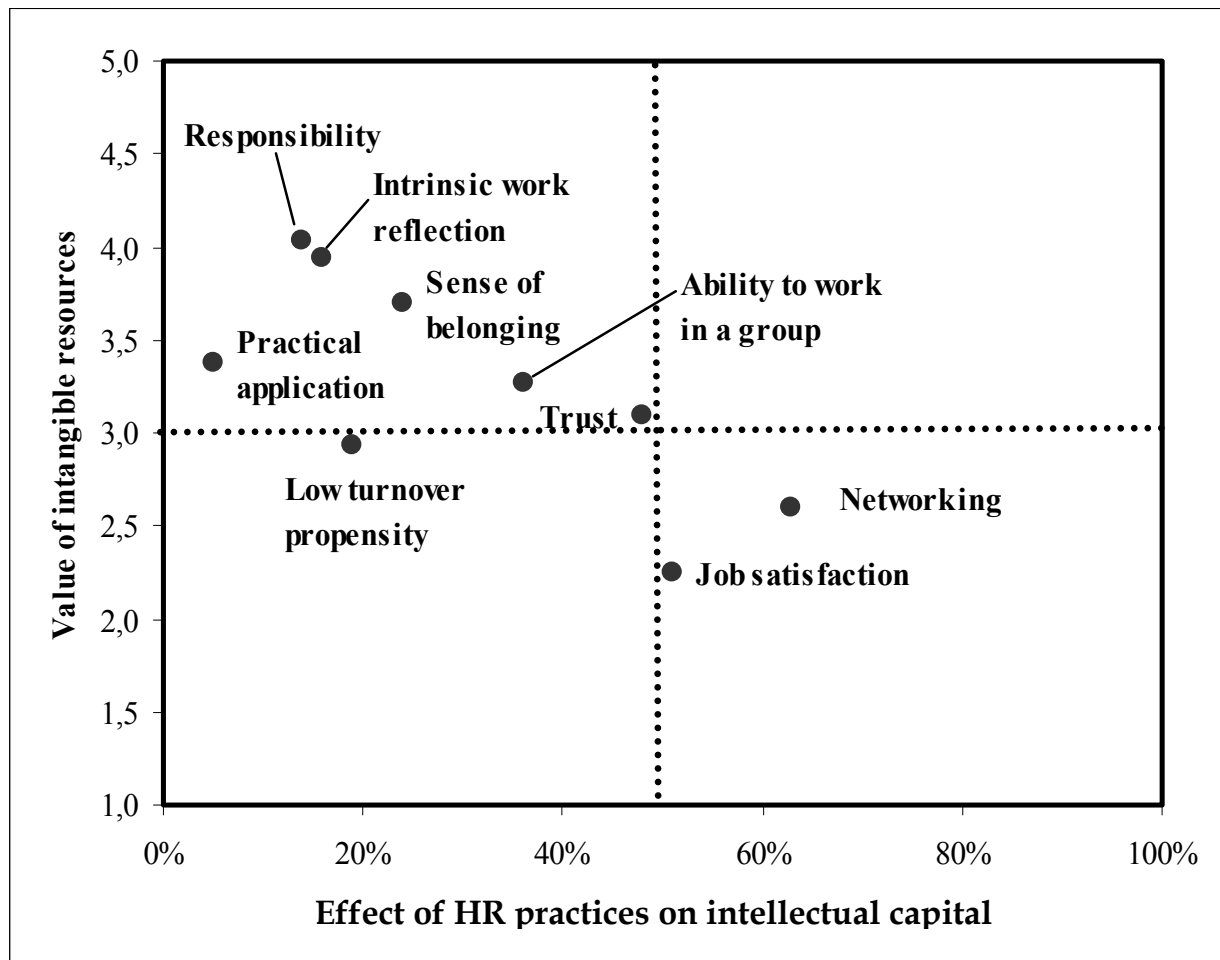 5,0
Responsibility
4,5
Intrinsic work
reflection
4,0
Sense of
belonging
Ability to work
in a group
3,5
Practical
application
Trust
3,0
Low turnover
propensity
Networking
2,5
Job satisfaction
2,0
1,5
1,0
Value of intangible resources
0%
20%
40%
60%
80%
100%
Effect of HR practices on intellectual capital